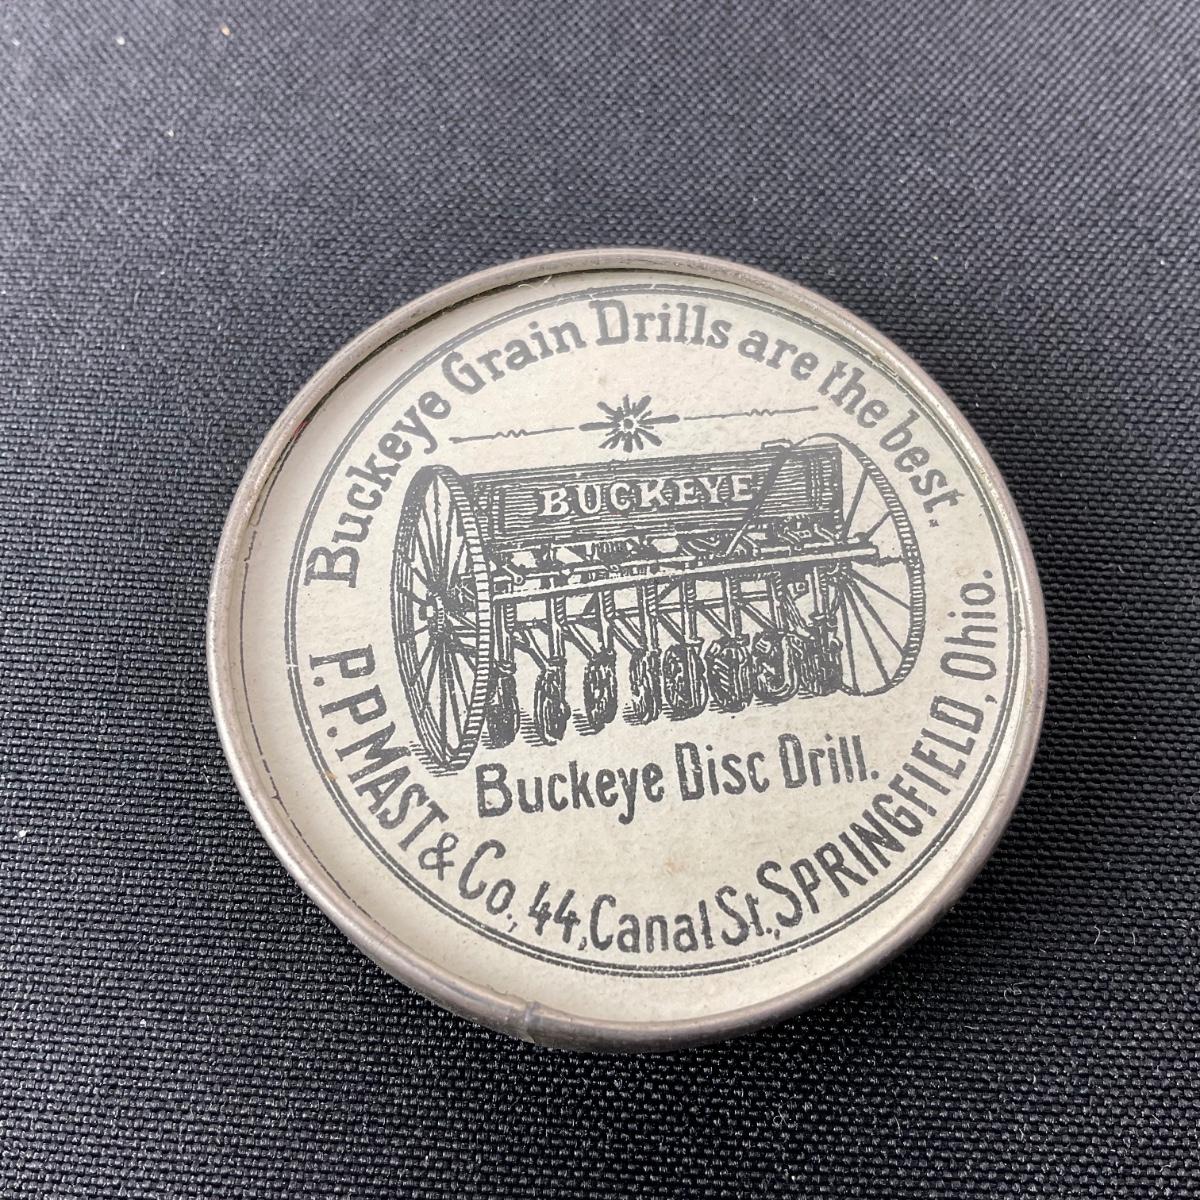 Buckeye Grain Drills are the best.
BUCKEYE
Buckeye Disc Drill.
P.P. MAST & Co., 44, Canal St., SPRINGFIELD, Ohio.